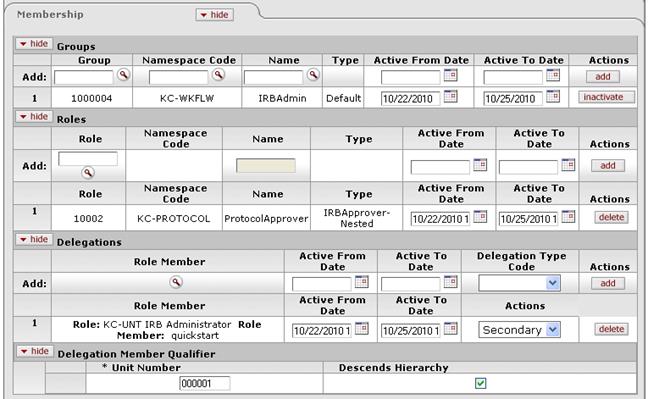 Membership
hide
hide Groups
Group Namespace Code Name Type Active From Date Active To Date Actions
Add: add
1 1000004 KC-WKFLW IRBAdmin Default 10/22/2010 10/25/2010 inactivate
hide Roles
Role Namespace Code Name Type Active From Date Active To Date Actions
Add: add
Role Namespace Code Name Type Active From Date Active To Date Actions
1 10002 KC-PROTOCOL ProtocolApprover IRBApprover-Nested 10/22/2010 1 10/25/2010 1 delete
hide Delegations
Role Member Active From Date Active To Date Delegation Type Code Actions
Add: add
Role Member Active From Date Active To Date Actions
1 Role: KC-UNT IRB Administrator Role Member: quickstart 10/22/2010 1 10/25/2010 1 Secondary delete
hide Delegation Member Qualifier
* Unit Number Descends Hierarchy
000001